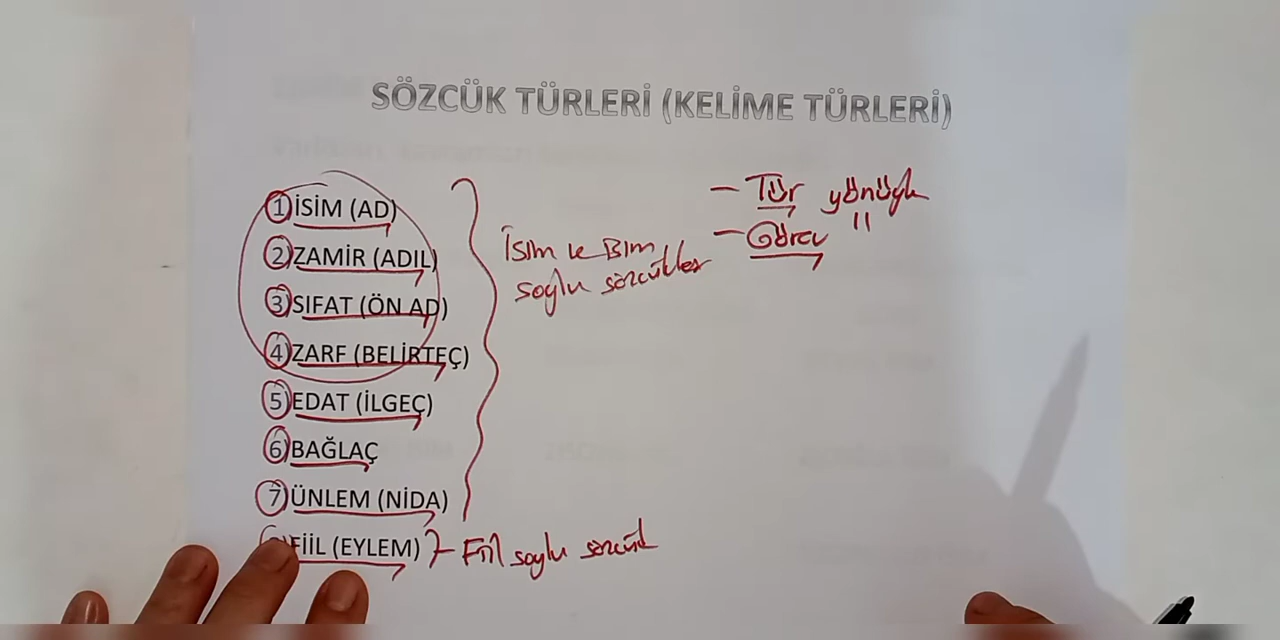 SÖZCÜK TÜRLERİ (KELİME TÜRLERİ)
1)İSİM (AD)
2)ZAMİR (ADIL)
3)SIFAT (ÖN AD)
4)ZARF (BELİRTEÇ)
5)EDAT (İLGEÇ)
6)BAĞLAÇ
7)ÜNLEM (NİDA)
FİİL (EYLEM)
İsim ve
soylu sözcükler
- Tür yönüyle
- Görev "
Fiil soylu sözcük